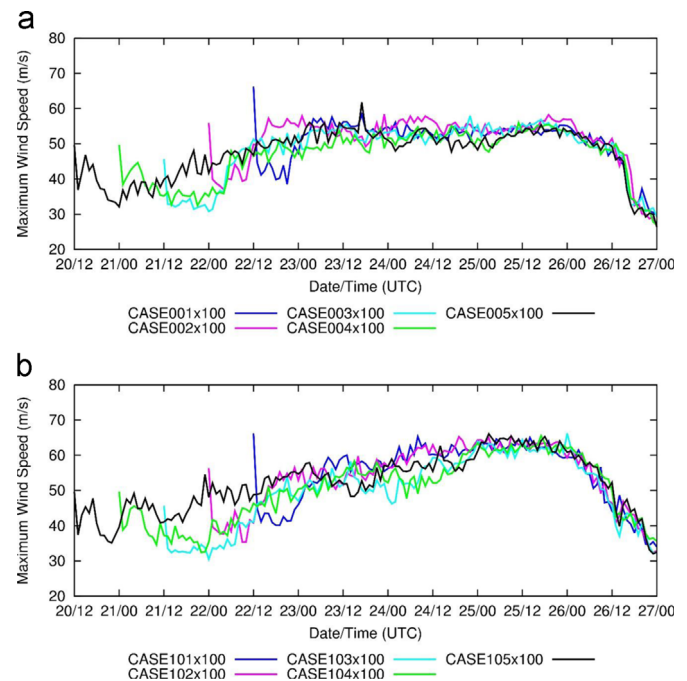 a
80
70
60
50
40
30
20
Maximum Wind Speed (m/s)
20/12 21/00 21/12 22/00 22/12 23/00 23/12 24/00 24/12 25/00 25/12 26/00 26/12 27/00
Date/Time (UTC)
CASE001x100 CASE003x100 CASE005x100
CASE002x100 CASE004x100
b
80
70
60
50
40
30
20
Maximum Wind Speed (m/s)
20/12 21/00 21/12 22/00 22/12 23/00 23/12 24/00 24/12 25/00 25/12 26/00 26/12 27/00
Date/Time (UTC)
CASE101x100 CASE103x100 CASE105x100
CASE102x100 CASE104x100